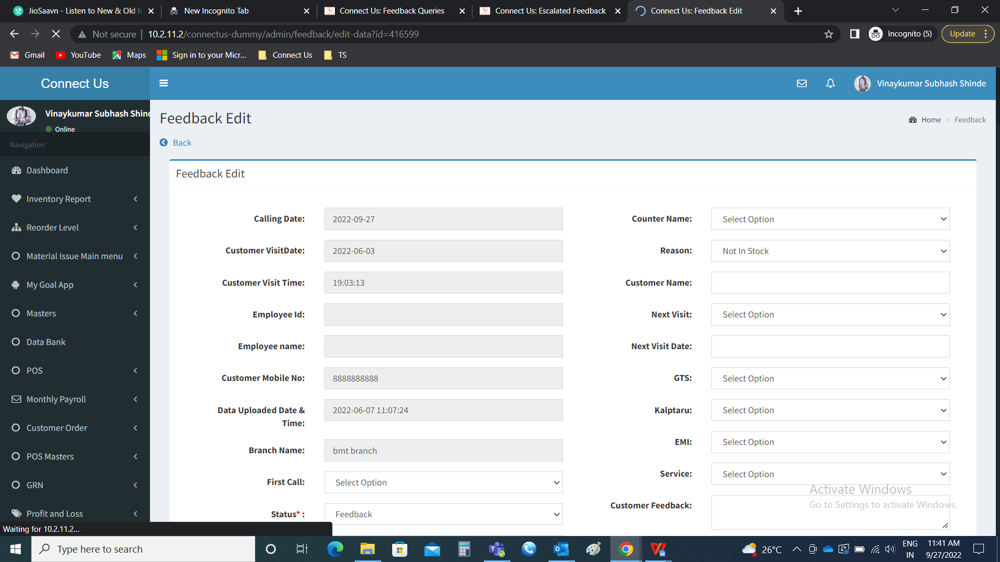 JioSaavn - Listen to New & Old In
New Incognito Tab
Connect Us: Feedback Queries
Connect Us: Escalated Feedback
Connect Us: Feedback Edit
Not secure
10.2.11.2/connectus-dummy/admin/feedback/edit-data?id=416599
Incognito (5)
Update
Gmail
YouTube
Maps
Sign in to your Micr...
Connect Us
TS
Connect Us
Vinaykumar Subhash Shinde
Vinaykumar Subhash Shind
Online
Feedback Edit
Home > Feedback
Navigation
Back
Dashboard
Inventory Report
Reorder Level
Material Issue Main menu
My Goal App
Masters
Data Bank
POS
Monthly Payroll
Customer Order
POS Masters
GRN
Profit and Loss
Feedback Edit
Calling Date: 2022-09-27
Customer VisitDate: 2022-06-03
Customer Visit Time: 19:03:13
Employee Id:
Employee name:
Customer Mobile No: 8888888888
Data Uploaded Date & 2022-06-07 11:07:24
Time:
Branch Name: bmt branch
First Call: Select Option
Status* : Feedback
Counter Name: Select Option
Reason: Not In Stock
Customer Name:
Next Visit: Select Option
Next Visit Date:
GTS: Select Option
Kalptaru: Select Option
EMI: Select Option
Service: Select Option
Customer Feedback:
Activate Windows
Go to Settings to activate Windows.
Waiting for 10.2.11.2...
Type here to search
26°C
ENG
IN
11:41 AM
9/27/2022